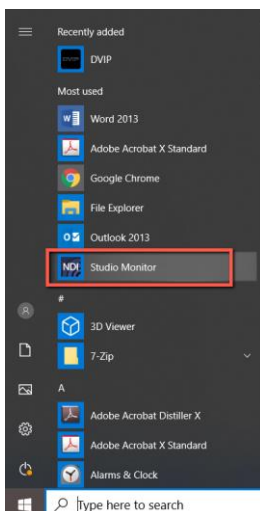 Recently added
DVIP
Most used
Word 2013
Adobe Acrobat X Standard
Google Chrome
File Explorer
Outlook 2013
NDI Studio Monitor
#
3D Viewer
7-Zip
A
Adobe Acrobat Distiller X
Adobe Acrobat X Standard
Alarms & Clock
Type here to search